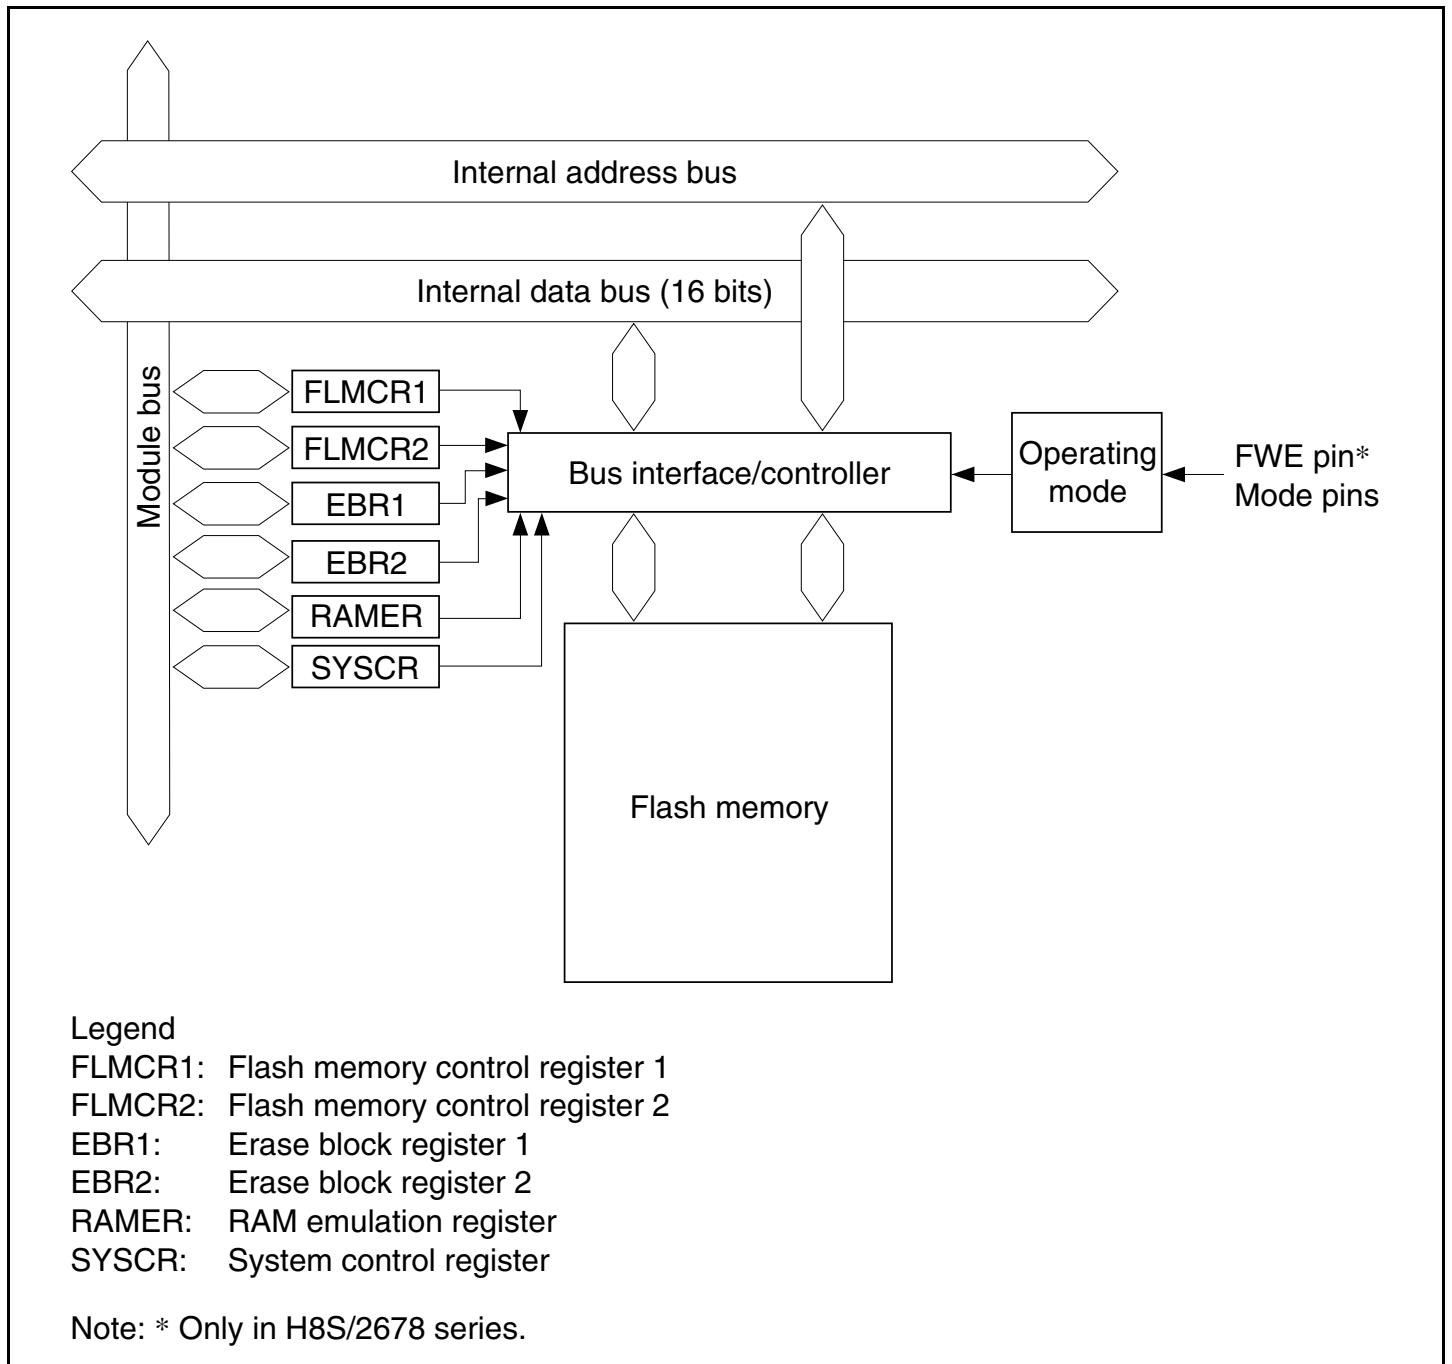 Internal address bus
Internal data bus (16 bits)
Module bus
FLMCR1
FLMCR2
EBR1
EBR2
RAMER
SYSCR
Bus interface/controller
Operating
mode
FWE pin*
Mode pins
Flash memory
Legend
FLMCR1: Flash memory control register 1
FLMCR2: Flash memory control register 2
EBR1: Erase block register 1
EBR2: Erase block register 2
RAMER: RAM emulation register
SYSCR: System control register
Note: * Only in H8S/2678 series.